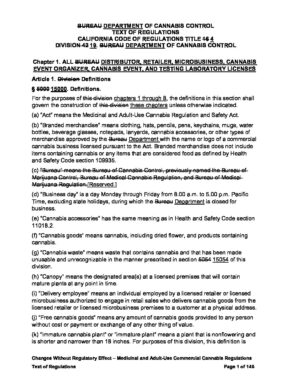 BUREAU DEPARTMENT OF CANNABIS CONTROL
TEXT OF REGULATIONS
CALIFORNIA CODE OF REGULATIONS TITLE 16 4
DIVISION 42 19. BUREAU DEPARTMENT OF CANNABIS CONTROL
Chapter 1. ALL BUREAU DISTRIBUTOR, RETAILER, MICROBUSINESS, CANNABIS
EVENT ORGANIZER, CANNABIS EVENT, AND TESTING LABORATORY LICENSES
Article 1. Division Definitions
§ 5000 15000. Definitions.
For the purposes of this division chapters 1 through 8, the definitions in this section shall
govern the construction of this division these chapters unless otherwise indicated.
(a) "Act" means the Medicinal and Adult-Use Cannabis Regulation and Safety Act.
(b) "Branded merchandise" means clothing, hats, pencils, pens, keychains, mugs, water
bottles, beverage glasses, notepads, lanyards, cannabis accessories, or other types of
merchandise approved by the Bureau Department with the name or logo of a commercial
cannabis business licensed pursuant to the Act. Branded merchandise does not include
items containing cannabis or any items that are considered food as defined by Health and
Safety Code section 109935.
(c) "Bureau" means the Bureau of Cannabis Control, previously named the Bureau of
Marijuana Control, Bureau of Medical Cannabis Regulation, and Bureau of Medical
Marijuana Regulation.[Reserved.]
(d) "Business day" is a day Monday through Friday from 8:00 a.m. to 5:00 p.m. Pacific
Time, excluding state holidays, during which the Bureau Department is closed for
business.
(e) "Cannabis accessories" has the same meaning as in Health and Safety Code section
11018.2.
(f) "Cannabis goods" means cannabis, including dried flower, and products containing
cannabis.
(g) "Cannabis waste" means waste that contains cannabis and that has been made
unusable and unrecognizable in the manner prescribed in section 5054 15054 of this
division.
(h) "Canopy" means the designated area(s) at a licensed premises that will contain
mature plants at any point in time.
(i) "Delivery employee" means an individual employed by a licensed retailer or licensed
microbusiness authorized to engage in retail sales who delivers cannabis goods from the
licensed retailer or licensed microbusiness premises to a customer at a physical address.
(j) "Free cannabis goods" means any amount of cannabis goods provided to any person
without cost or payment or exchange of any other thing of value.
(k) "Immature cannabis plant" or "immature plant" means a plant that is nonflowering and
is shorter and narrower than 18 inches. For purposes of this division, this definition is
Changes Without Regulatory Effect – Medicinal and Adult-Use Commercial Cannabis Regulations
Text of Regulations Page 1 of 145